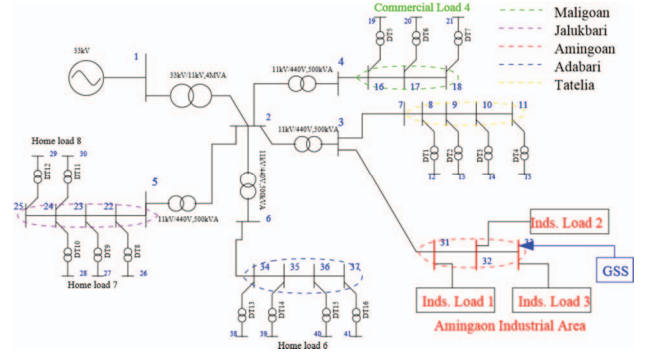 Commercial Load 4
Maligoan
Jalukbari
Amingoan
Adabari
Tatelia
33kV
1
33kV/11kV,4MVA
11kV/440V,500kVA
4
19
20
21
DT5
DT6
DT7
16
17
18
2
11kV/440V,500kVA
3
7
8
9
10
11
DT1
DT2
DT3
DT4
12
13
14
15
Home load 8
29
30
DT12
DT11
5
11kV/440V,500kVA
25
24
23
22
DT10
DT9
DT8
28
27
26
Home load 7
11kV/440V,500kVA
6
34
35
36
37
DT13
DT14
DT15
DT16
38
39
40
41
Home load 6
Inds. Load 2
31
32
33
GSS
Inds. Load 1
Inds. Load 3
Amingaon Industrial Area